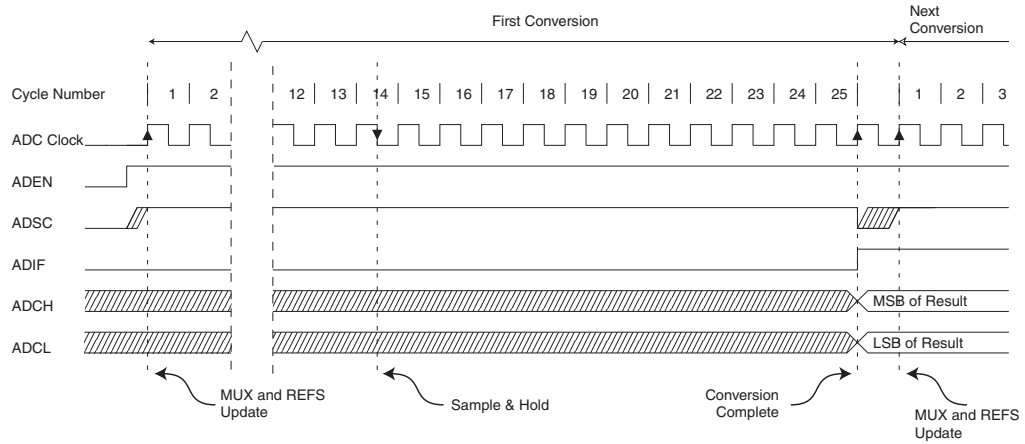 First Conversion
Next
Conversion
Cycle Number 1 2 12 13 14 15 16 17 18 19 20 21 22 23 24 25 1 2 3
ADC Clock
ADEN
ADSC
ADIF
ADCH MSB of Result
ADCL LSB of Result
MUX and REFS
Update
Sample & Hold
Conversion
Complete
MUX and REFS
Update